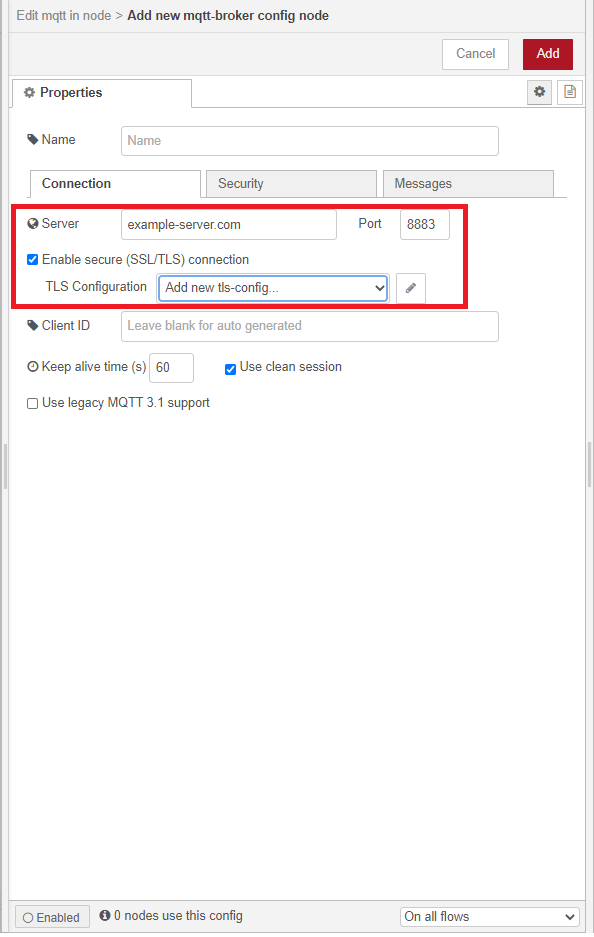 Edit mqtt in node > Add new mqtt-broker config node
Cancel Add
Properties
Name Name
Connection Security Messages
Server example-server.com Port 8883
Enable secure (SSL/TLS) connection
TLS Configuration Add new tls-config...
Client ID Leave blank for auto generated
Keep alive time (s) 60 Use clean session
Use legacy MQTT 3.1 support
Enabled 0 nodes use this config On all flows